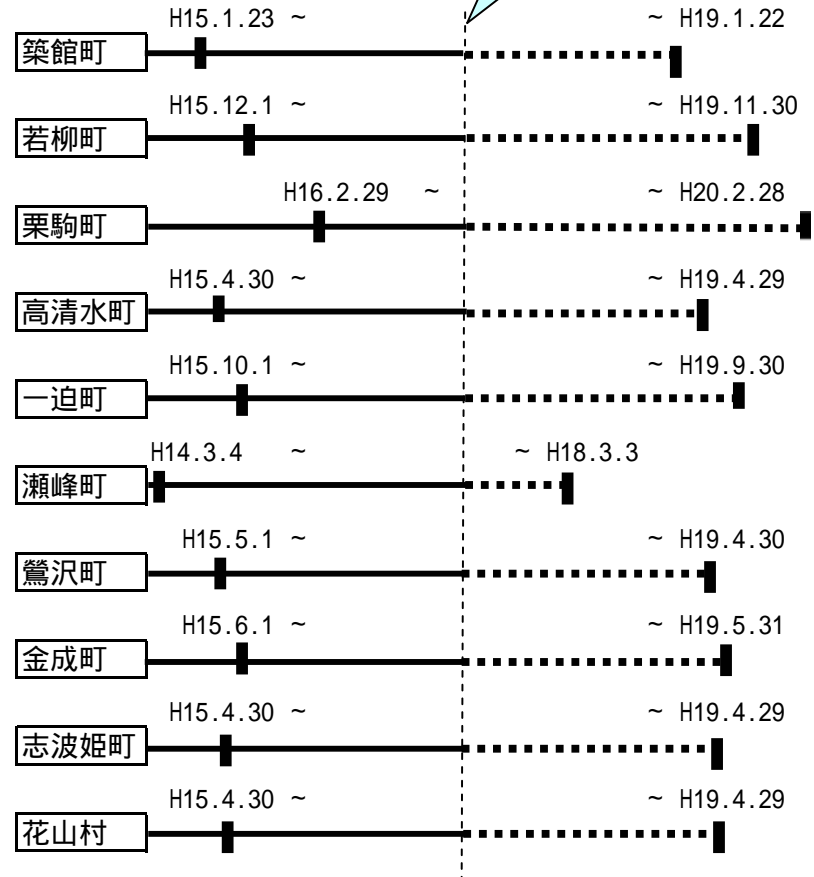 H15.1.23 ~ ~ H19.1.22
築館町
H15.12.1 ~ ~ H19.11.30
若柳町
H16.2.29 ~ ~ H20.2.28
栗駒町
H15.4.30 ~ ~ H19.4.29
高清水町
H15.10.1 ~ ~ H19.9.30
一迫町
H14.3.4 ~ ~ H18.3.3
瀬峰町
H15.5.1 ~ ~ H19.4.30
鶯沢町
H15.6.1 ~ ~ H19.5.31
金成町
H15.4.30 ~ ~ H19.4.29
志波姫町
H15.4.30 ~ ~ H19.4.29
花山村